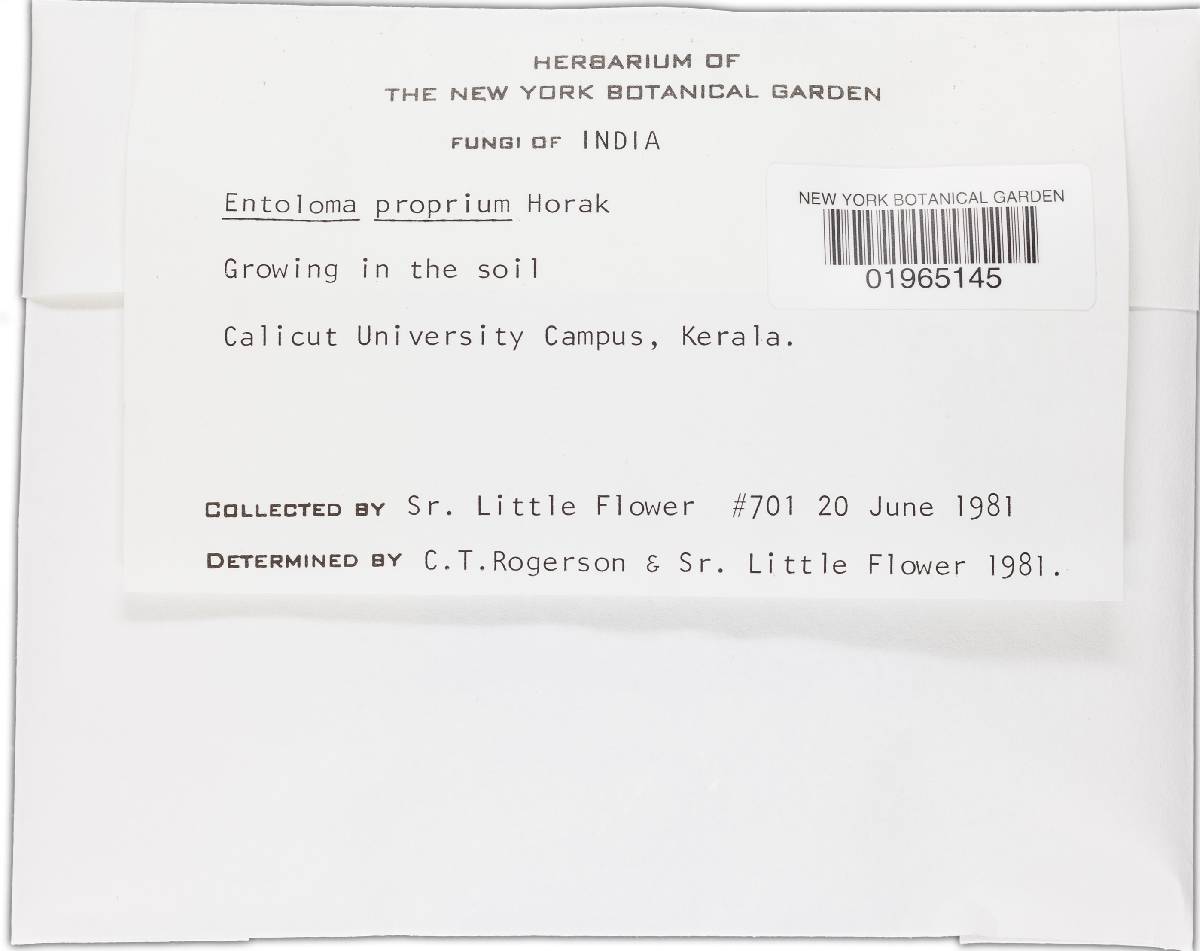 HERBARIUM OF
THE NEW YORK BOTANICAL GARDEN
FUNGI OF INDIA
Entoloma proprium Horak
NEW YORK BOTANICAL GARDEN
01965145
Growing in the soil
Calicut University Campus, Kerala.
COLLECTED BY Sr. Little Flower #701 20 June 1981
DETERMINED BY C.T.Rogerson & Sr. Little Flower 1981.